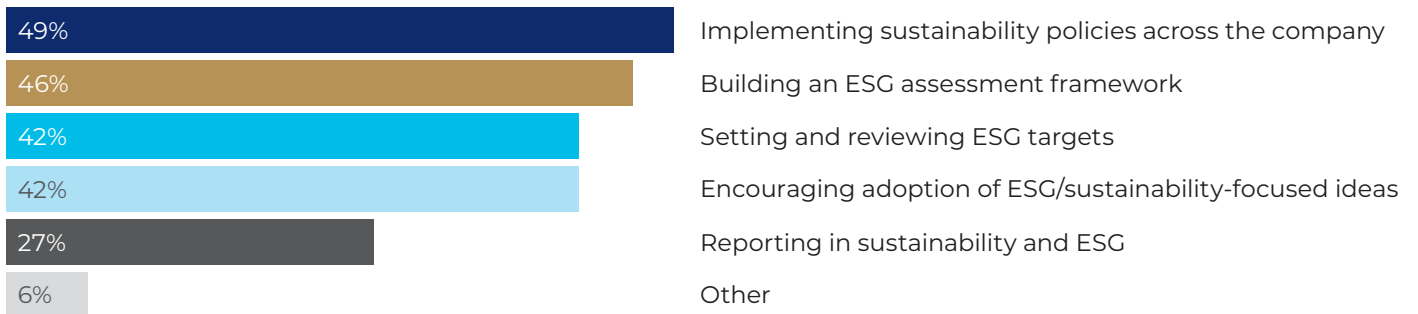 49% Implementing sustainability policies across the company
46% Building an ESG assessment framework
42% Setting and reviewing ESG targets
42% Encouraging adoption of ESG/sustainability-focused ideas
27% Reporting in sustainability and ESG
6% Other